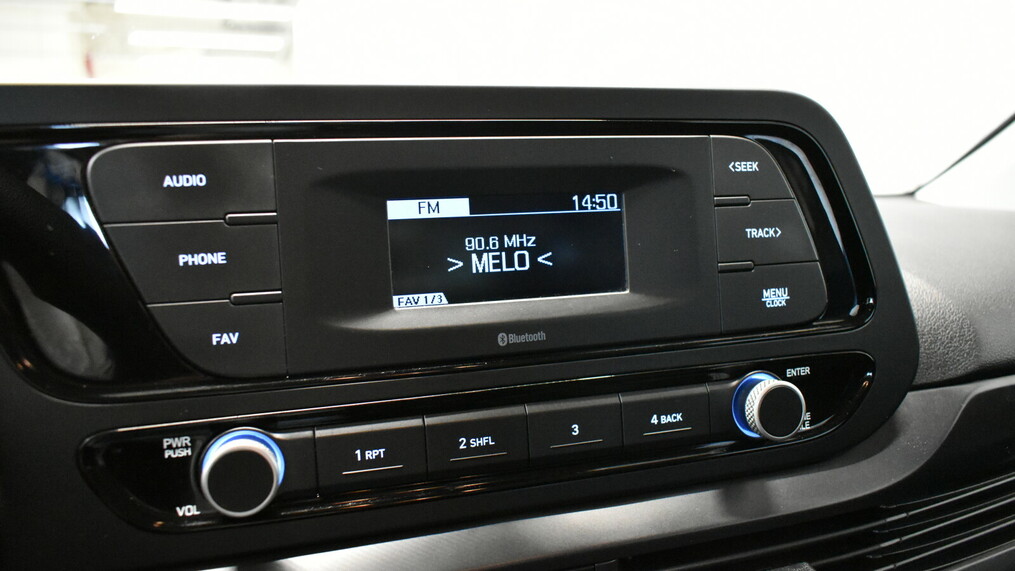 AUDIO
PHONE
FAV
FM 14:50
90.6 MHz
> MELO <
FAV 1/3
Bluetooth
<SEEK
TRACK>
MENU
CLOCK
PWR
PUSH
VOL
1 RPT
2 SHFL
3
4 BACK
ENTER